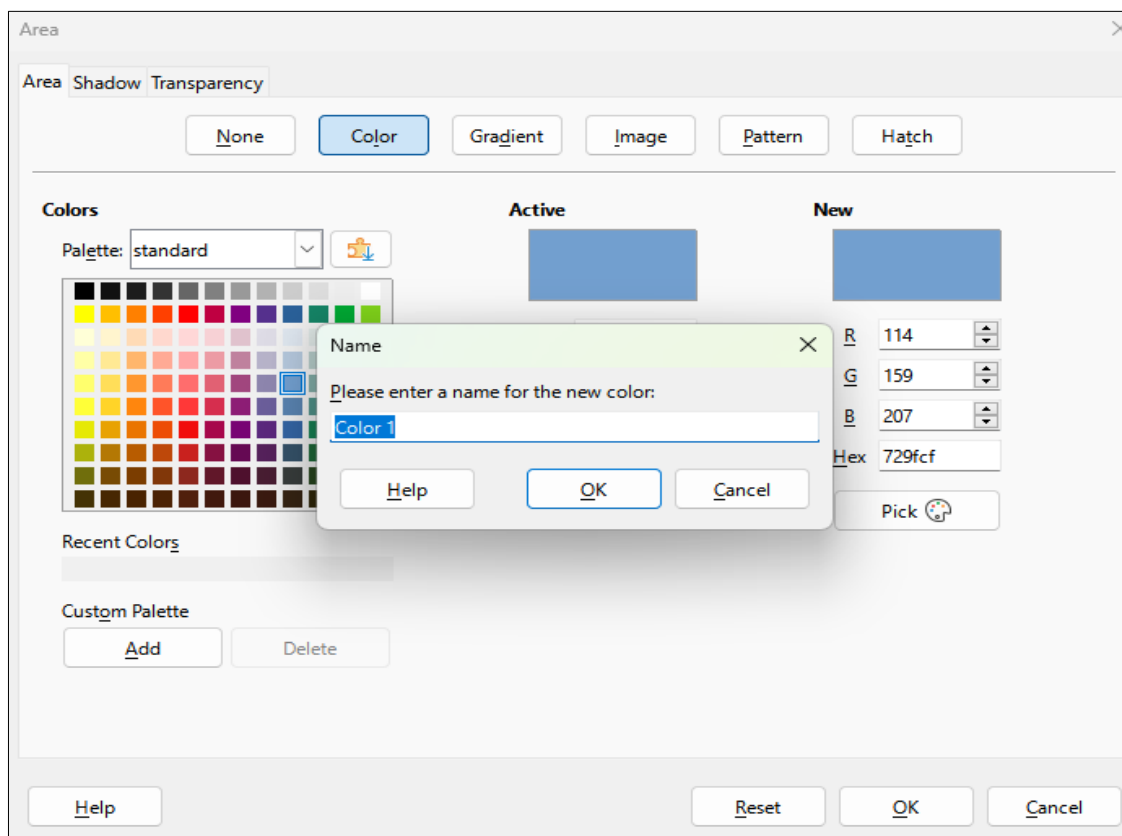 Area
Area Shadow Transparency
None Color Gradient Image Pattern Hatch
Colors Active New
Palette: standard
Name
Please enter a name for the new color:
Color 1
Help OK Cancel
R 114
G 159
B 207
Hex 729fcf
Pick
Recent Colors
Custom Palette
Add Delete
Help Reset OK Cancel